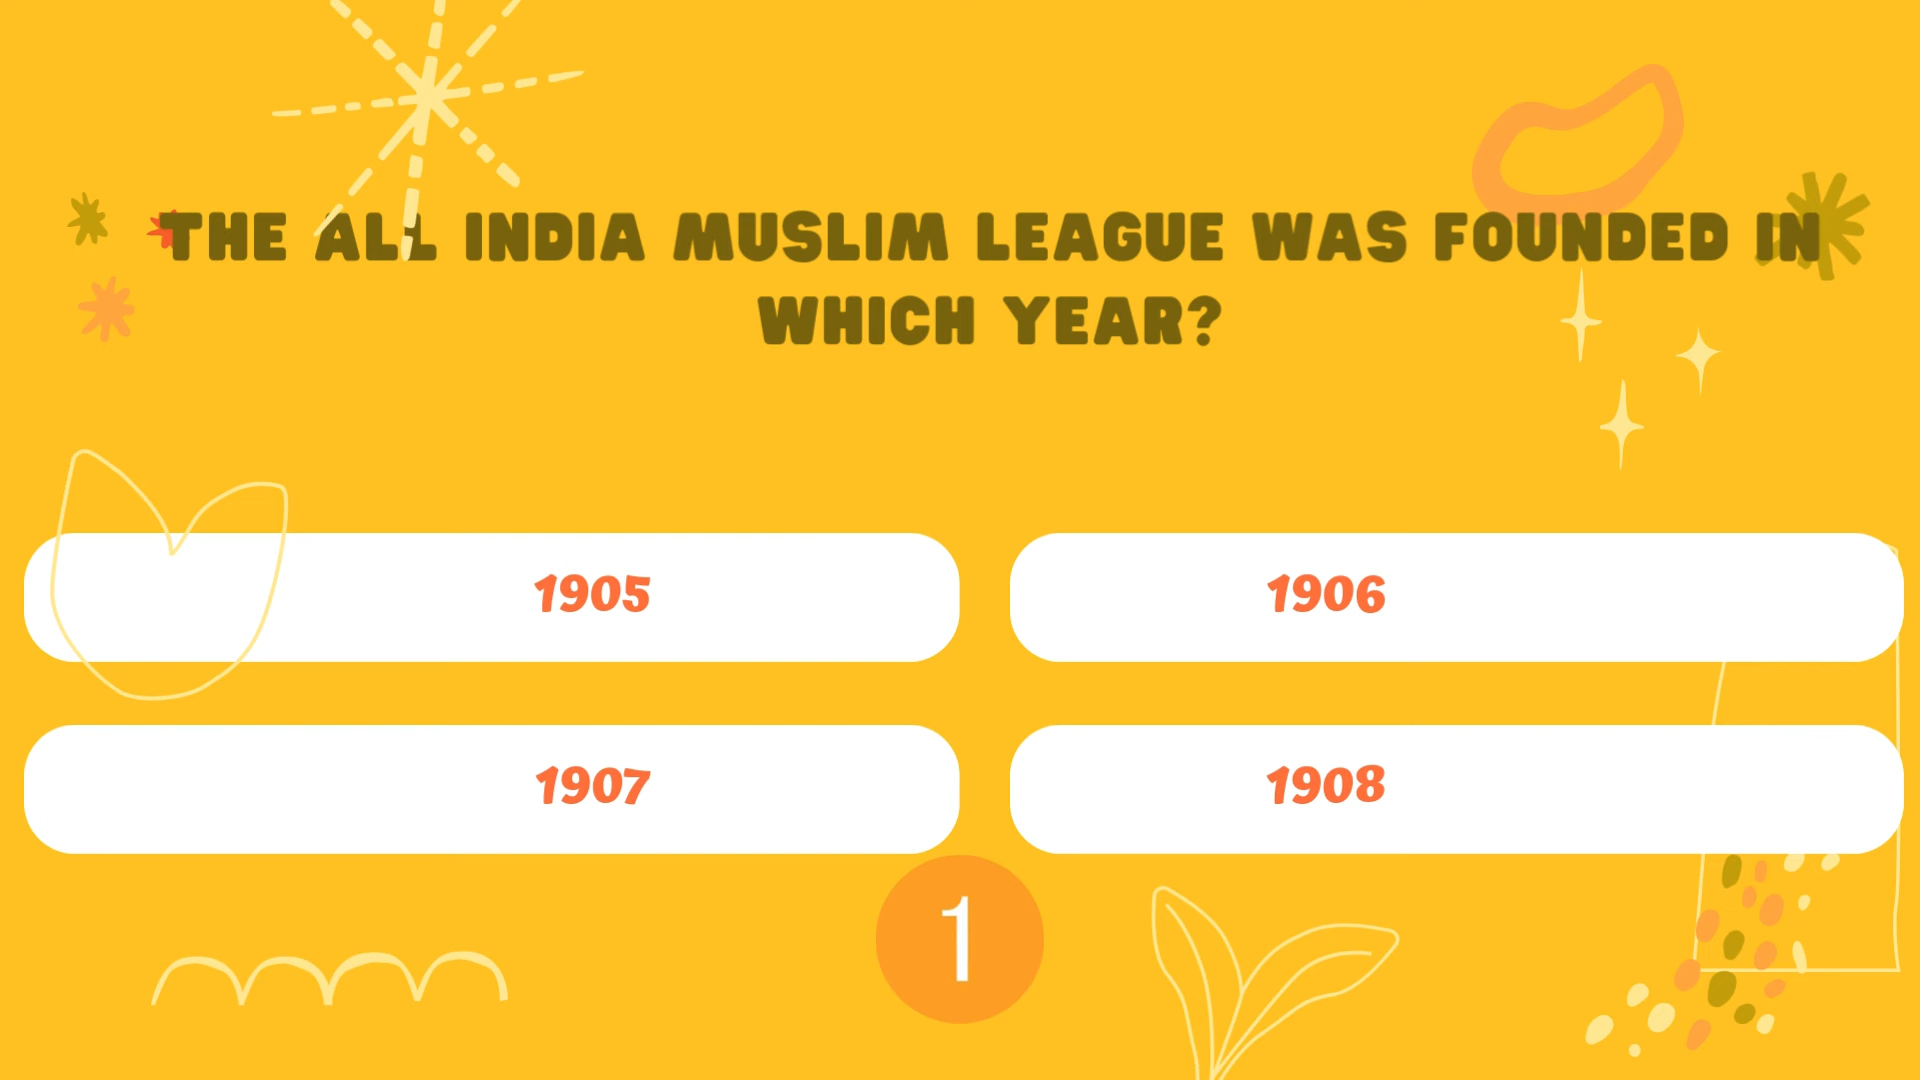 THE ALL INDIA MUSLIM LEAGUE WAS FOUNDED IN
WHICH YEAR?
1905
1906
1907
1908
1